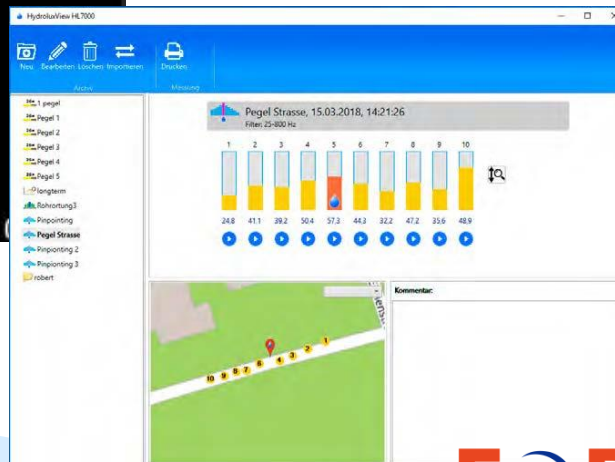 HydroluxView HL7000
Neu Bearbeiten Löschen Importieren Drucken
Archiv Messung
1 pegel
Pegel 1
Pegel 2
Pegel 3
Pegel 4
Pegel 5
longterm
Rohrortung3
Pinpointing
Pegel Strasse
Pinpionting 2
Pinpionting 3
robert
Pegel Strasse, 15.03.2018, 14:21:26
Filter: 25-800 Hz
1 2 3 4 5 6 7 8 9 10
24,8 41,1 39,2 50,4 57,3 44,3 32,2 47,2 35,6 48,9
Kommentar:
10 9 8 7 6 4 3 2 1